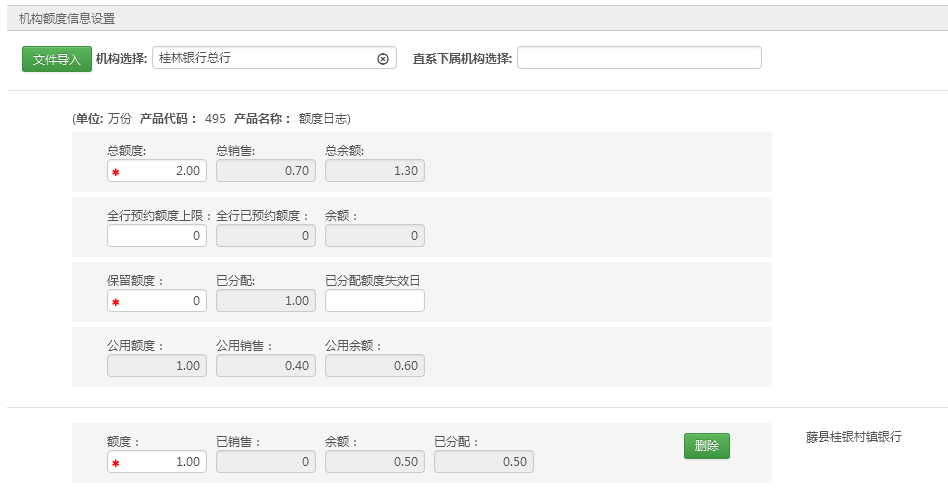 机构额度信息设置
文件导入 机构选择: 桂林银行总行 直系下属机构选择:
(单位: 万份 产品代码： 495 产品名称： 额度日志)
总额度: 总销售: 总余额:
* 2.00 0.70 1.30
全行预约额度上限： 全行已预约额度： 余额：
0 0 0
保留额度： 已分配: 已分配额度失效日
* 0 1.00
公用额度： 公用销售： 公用余额：
1.00 0.40 0.60
额度： 已销售： 余额： 已分配： 删除 藤县桂银村镇银行
* 1.00 0 0.50 0.50